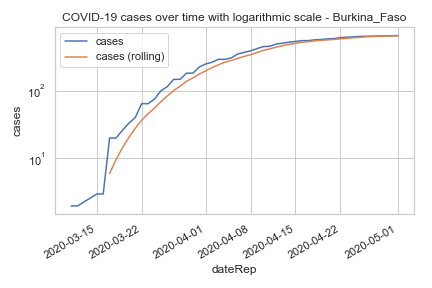 COVID-19 cases over time with logarithmic scale - Burkina_Faso
cases
cases (rolling)
10²
10¹
cases
2020-03-15
2020-03-22
2020-04-01
2020-04-08
2020-04-15
2020-04-22
2020-05-01
dateRep